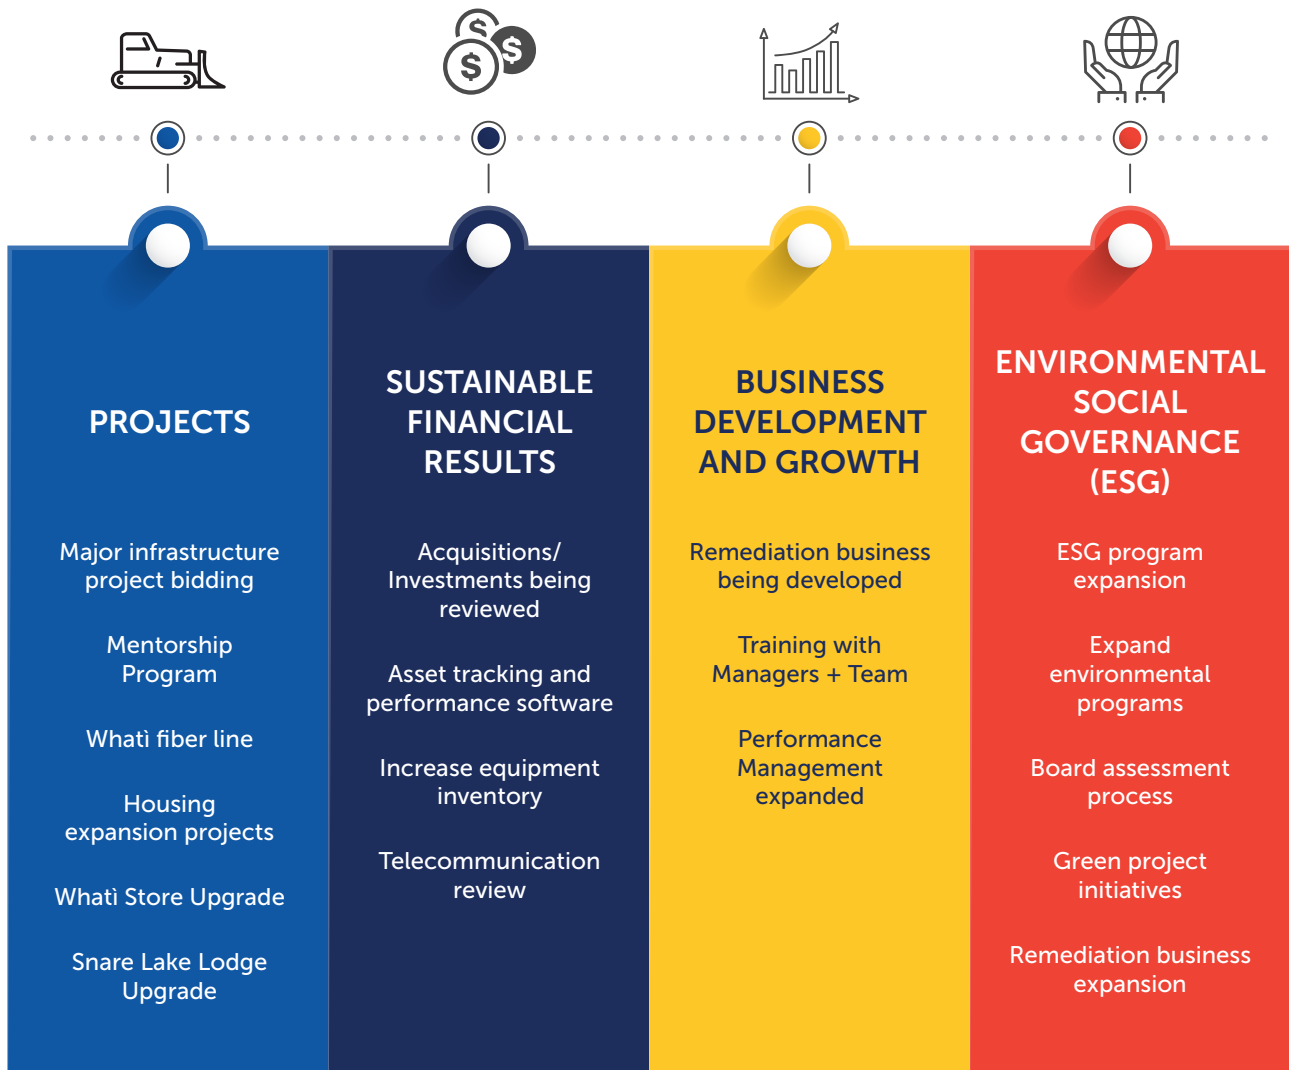 PROJECTS
Major infrastructure
project bidding
Mentorship
Program
Whatì fiber line
Housing
expansion projects
Whatì Store Upgrade
Snare Lake Lodge
Upgrade
SUSTAINABLE
FINANCIAL
RESULTS
Acquisitions/
Investments being
reviewed
Asset tracking and
performance software
Increase equipment
inventory
Telecommunication
review
BUSINESS
DEVELOPMENT
AND GROWTH
Remediation business
being developed
Training with
Managers + Team
Performance
Management
expanded
ENVIRONMENTAL
SOCIAL
GOVERNANCE
(ESG)
ESG program
expansion
Expand
environmental
programs
Board assessment
process
Green project
initiatives
Remediation business
expansion